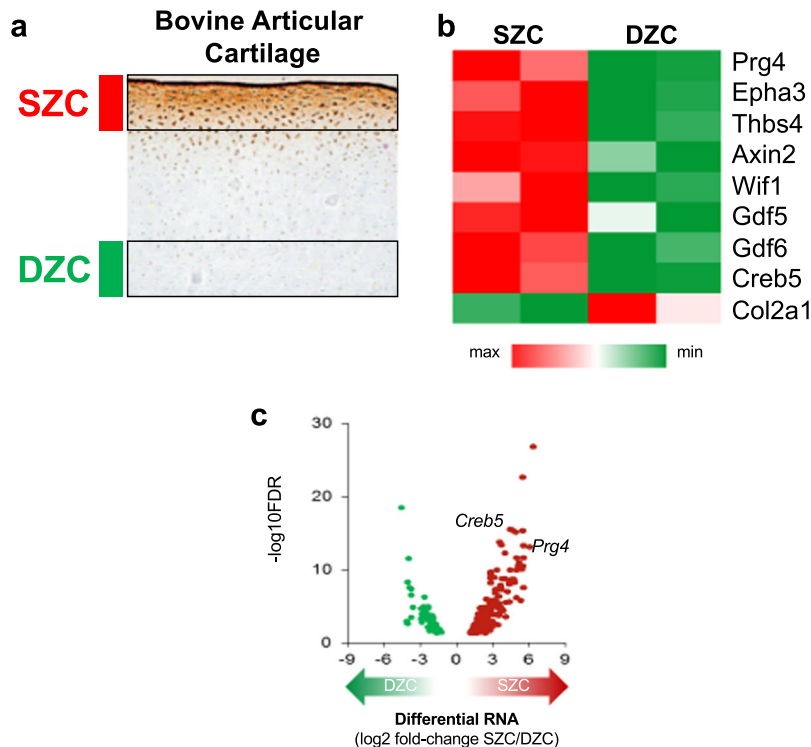 a
Bovine Articular
Cartilage
SZC
DZC
b
SZC DZC
Prg4
Epha3
Thbs4
Axin2
Wif1
Gdf5
Gdf6
Creb5
Col2a1
max min
c
-log10FDR
30
20
10
0
Creb5
Prg4
-9 -6 -3 0 3 6 9
DZC SZC
Differential RNA
(log2 fold-change SZC/DZC)